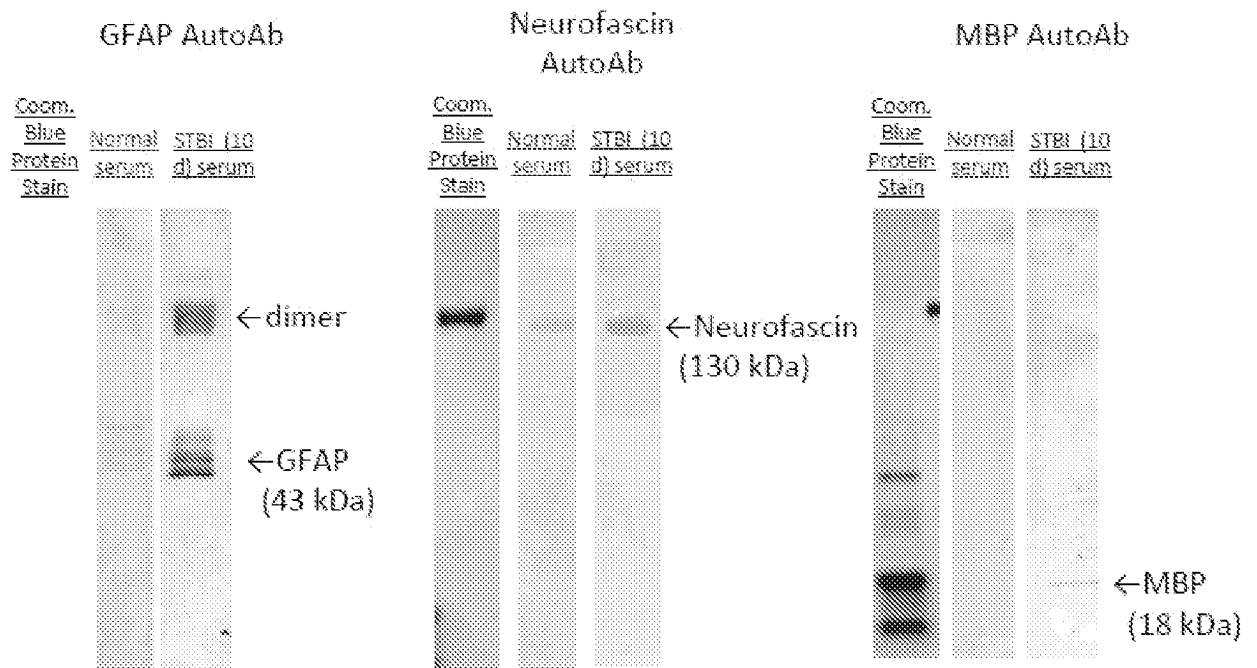 GFAP AutoAb
Coom.
Blue
Protein
Stain
Normal
serum
STBI (10
d) serum
←dimer
←GFAP
(43 kDa)
Neurofascin
AutoAb
Coom.
Blue
Protein
Stain
Normal
serum
STBI (10
d) serum
←Neurofascin
(130 kDa)
MBP AutoAb
Coom.
Blue
Protein
Stain
Normal
serum
STBI (10
d) serum
←MBP
(18 kDa)